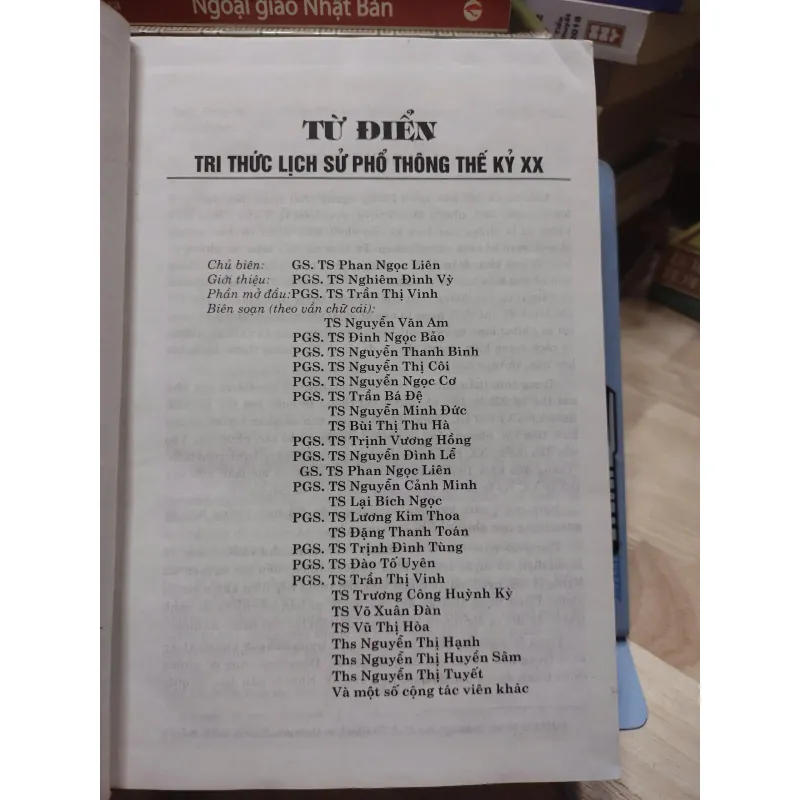 Ngoại giao Nhật Bản
2018
TỪ ĐIỂN
TRI THỨC LỊCH SỬ PHỔ THÔNG THẾ KỶ XX
Chủ biên: GS. TS Phan Ngọc Liên
Giới thiệu: PGS. TS Nghiêm Đình Vỳ
Phần mở đầu: PGS. TS Trần Thị Vinh
Biên soạn (theo vần chữ cái):
TS Nguyễn Văn Am
PGS. TS Đinh Ngọc Bảo
PGS. TS Nguyễn Thanh Bình
PGS. TS Nguyễn Thị Côi
PGS. TS Nguyễn Ngọc Cơ
PGS. TS Trần Bá Đệ
TS Nguyễn Minh Đức
TS Bùi Thị Thu Hà
PGS. TS Trịnh Vương Hồng
PGS. TS Nguyễn Đình Lễ
GS. TS Phan Ngọc Liên
PGS. TS Nguyễn Cảnh Minh
TS Lại Bích Ngọc
PGS. TS Lương Kim Thoa
TS Đặng Thanh Toán
PGS. TS Trịnh Đình Tùng
PGS. TS Đào Tố Uyên
PGS. TS Trần Thị Vinh
TS Trương Công Huỳnh Kỳ
TS Võ Xuân Đàn
TS Vũ Thị Hòa
Ths Nguyễn Thị Hạnh
Ths Nguyễn Thị Huyền Sâm
Ths Nguyễn Thị Tuyết
Và một số cộng tác viên khác